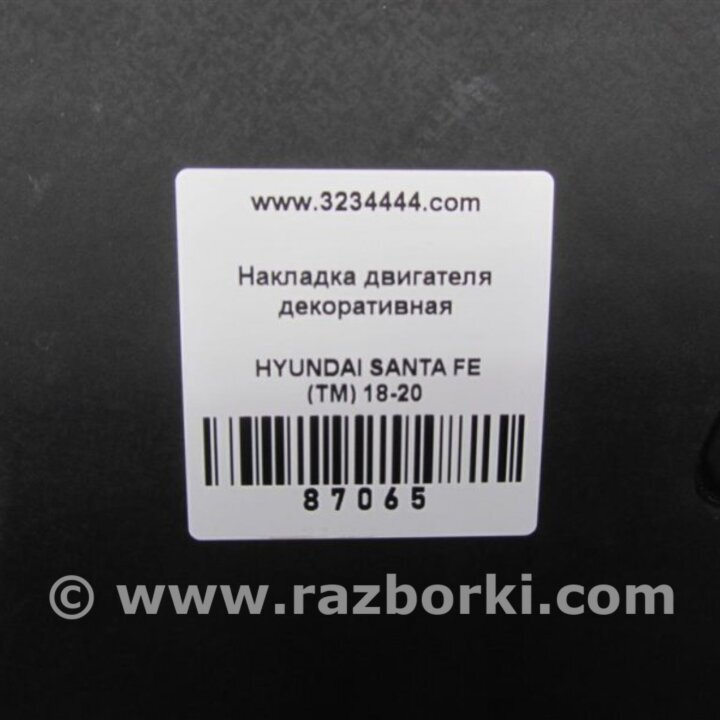 www.3234444.com
Накладка двигателя
декоративная
HYUNDAI SANTA FE
(TM) 18-20
87065
© www.razborki.com